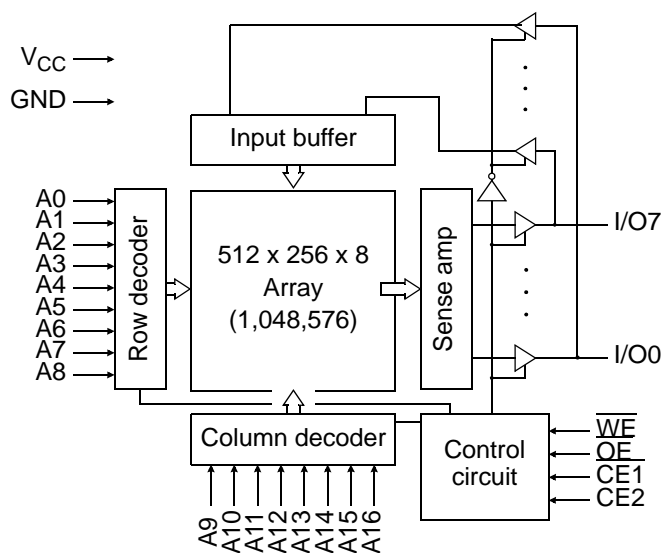 VCC
GND
Input buffer
A0
A1
A2
A3
A4
A5
A6
A7
A8
Row decoder
512 x 256 x 8
Array
(1,048,576)
Sense amp
I/O7
I/O0
Column decoder
Control
circuit
WE
OE
CE1
CE2
A9
A10
A11
A12
A13
A14
A15
A16